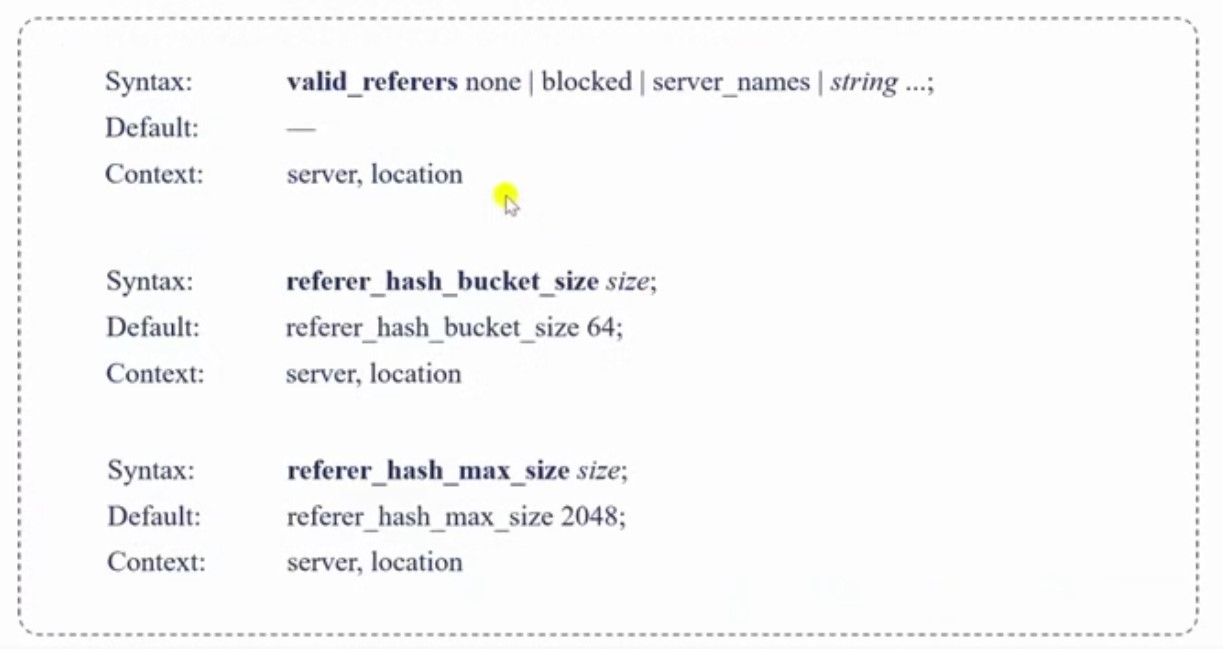 Syntax: valid_referers none | blocked | server_names | string ...;
Default: —
Context: server, location
Syntax: referer_hash_bucket_size size;
Default: referer_hash_bucket_size 64;
Context: server, location
Syntax: referer_hash_max_size size;
Default: referer_hash_max_size 2048;
Context: server, location